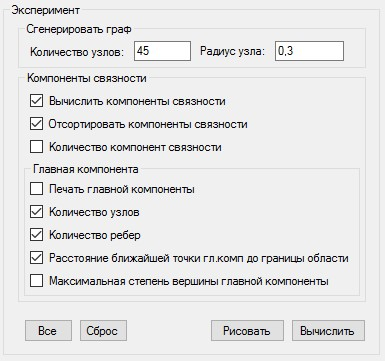 Эксперимент
Сгенерировать граф
Количество узлов: 45 Радиус узла: 0,3
Компоненты связности
Вычислить компоненты связности
Отсортировать компоненты связности
Количество компонент связности
Главная компонента
Печать главной компоненты
Количество узлов
Количество ребер
Расстояние ближайшей точки гл.комп до границы области
Максимальная степень вершины главной компоненты
Все Сброс Рисовать Вычислить